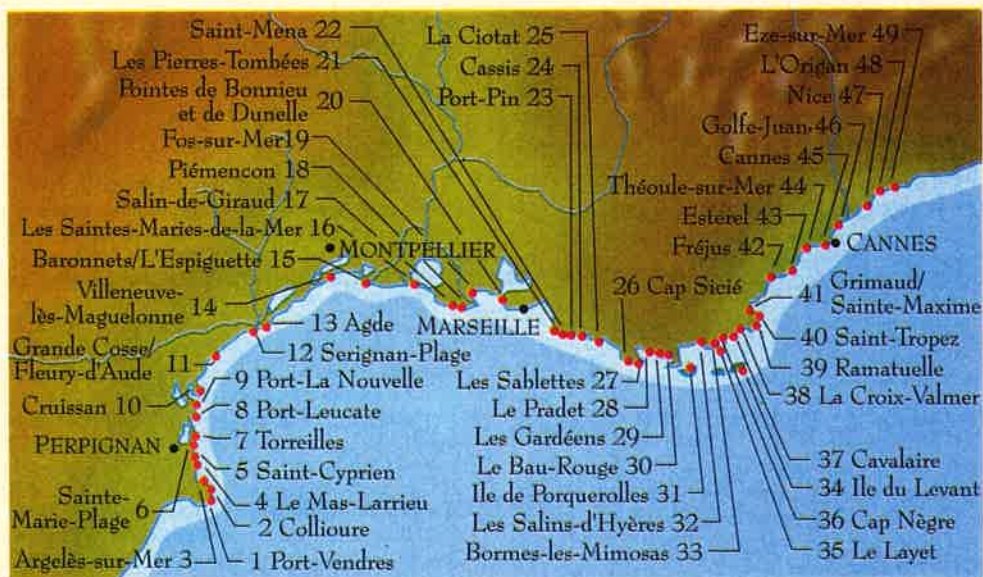 Saint-Mèna 22
Les Pierres-Tombées 21
Pointes de Bonnieu
et de Dunelle 20
Fos-sur-Mer 19
Piémencon 18
Salin-de-Giraud 17
Les Saintes-Maries-de-la-Mer 16
MONTPELLIER
Baronnets/L'Espiguette 15
Villeneuve-
lès-Maguelonne 14
13 Agde
Grande Cosse/
Fleury-d'Aude 11
12 Serignan-Plage
9 Port-La Nouvelle
Cruissan 10
8 Port-Leucate
PERPIGNAN
7 Torreilles
5 Saint-Cyprien
Sainte-
Marie-Plage 6
4 Le Mas-Larrieu
2 Collioure
Argelès-sur-Mer 3
1 Port-Vendres
La Ciotat 25
Cassis 24
Port-Pin 23
MARSEILLE
26 Cap Sicié
Les Sablettes 27
Le Pradet 28
Les Gardéens 29
Le Bau-Rouge 30
Ile de Porquerolles 31
Les Salins-d'Hyères 32
Bormes-les-Mimosas 33
Eze-sur-Mer 49
L'Origan 48
Nice 47
Golfe-Juan 46
Cannes 45
Théoule-sur-Mer 44
Estérel 43
Fréjus 42
CANNES
41 Grimaud/
Sainte-Maxime
40 Saint-Tropez
39 Ramatuelle
38 La Croix-Valmer
37 Cavalaire
34 Ile du Levant
36 Cap Nègre
35 Le Layet